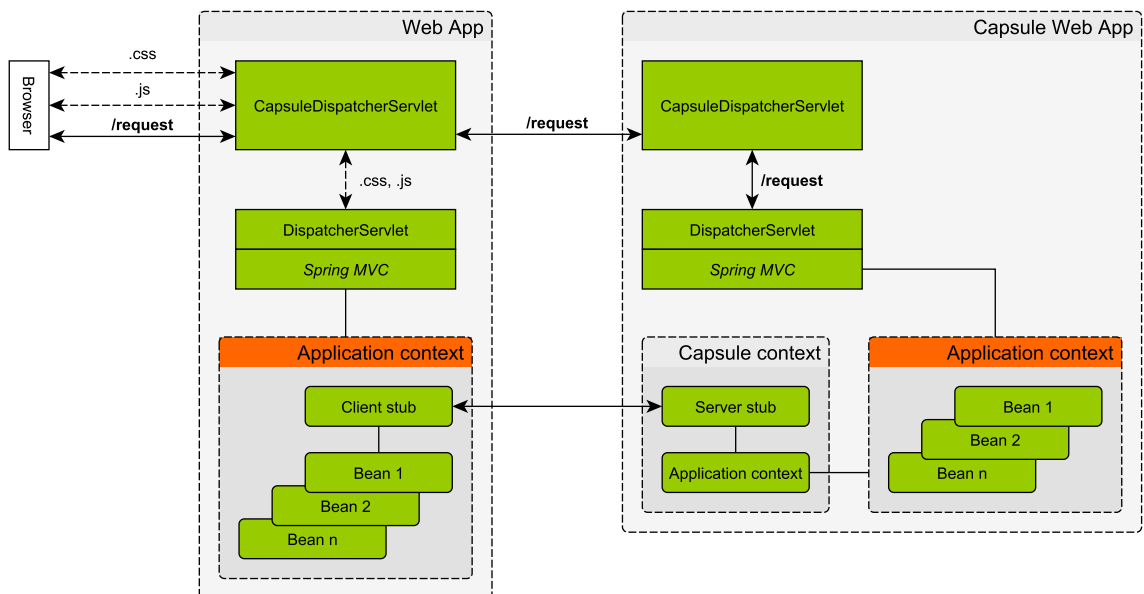 Web App
Capsule Web App
Browser
.css
.js
/request
CapsuleDispatcherServlet
/request
CapsuleDispatcherServlet
.css, .js
/request
DispatcherServlet
Spring MVC
DispatcherServlet
Spring MVC
Application context
Client stub
Bean 1
Bean 2
Bean n
Capsule context
Server stub
Application context
Application context
Bean 1
Bean 2
Bean n